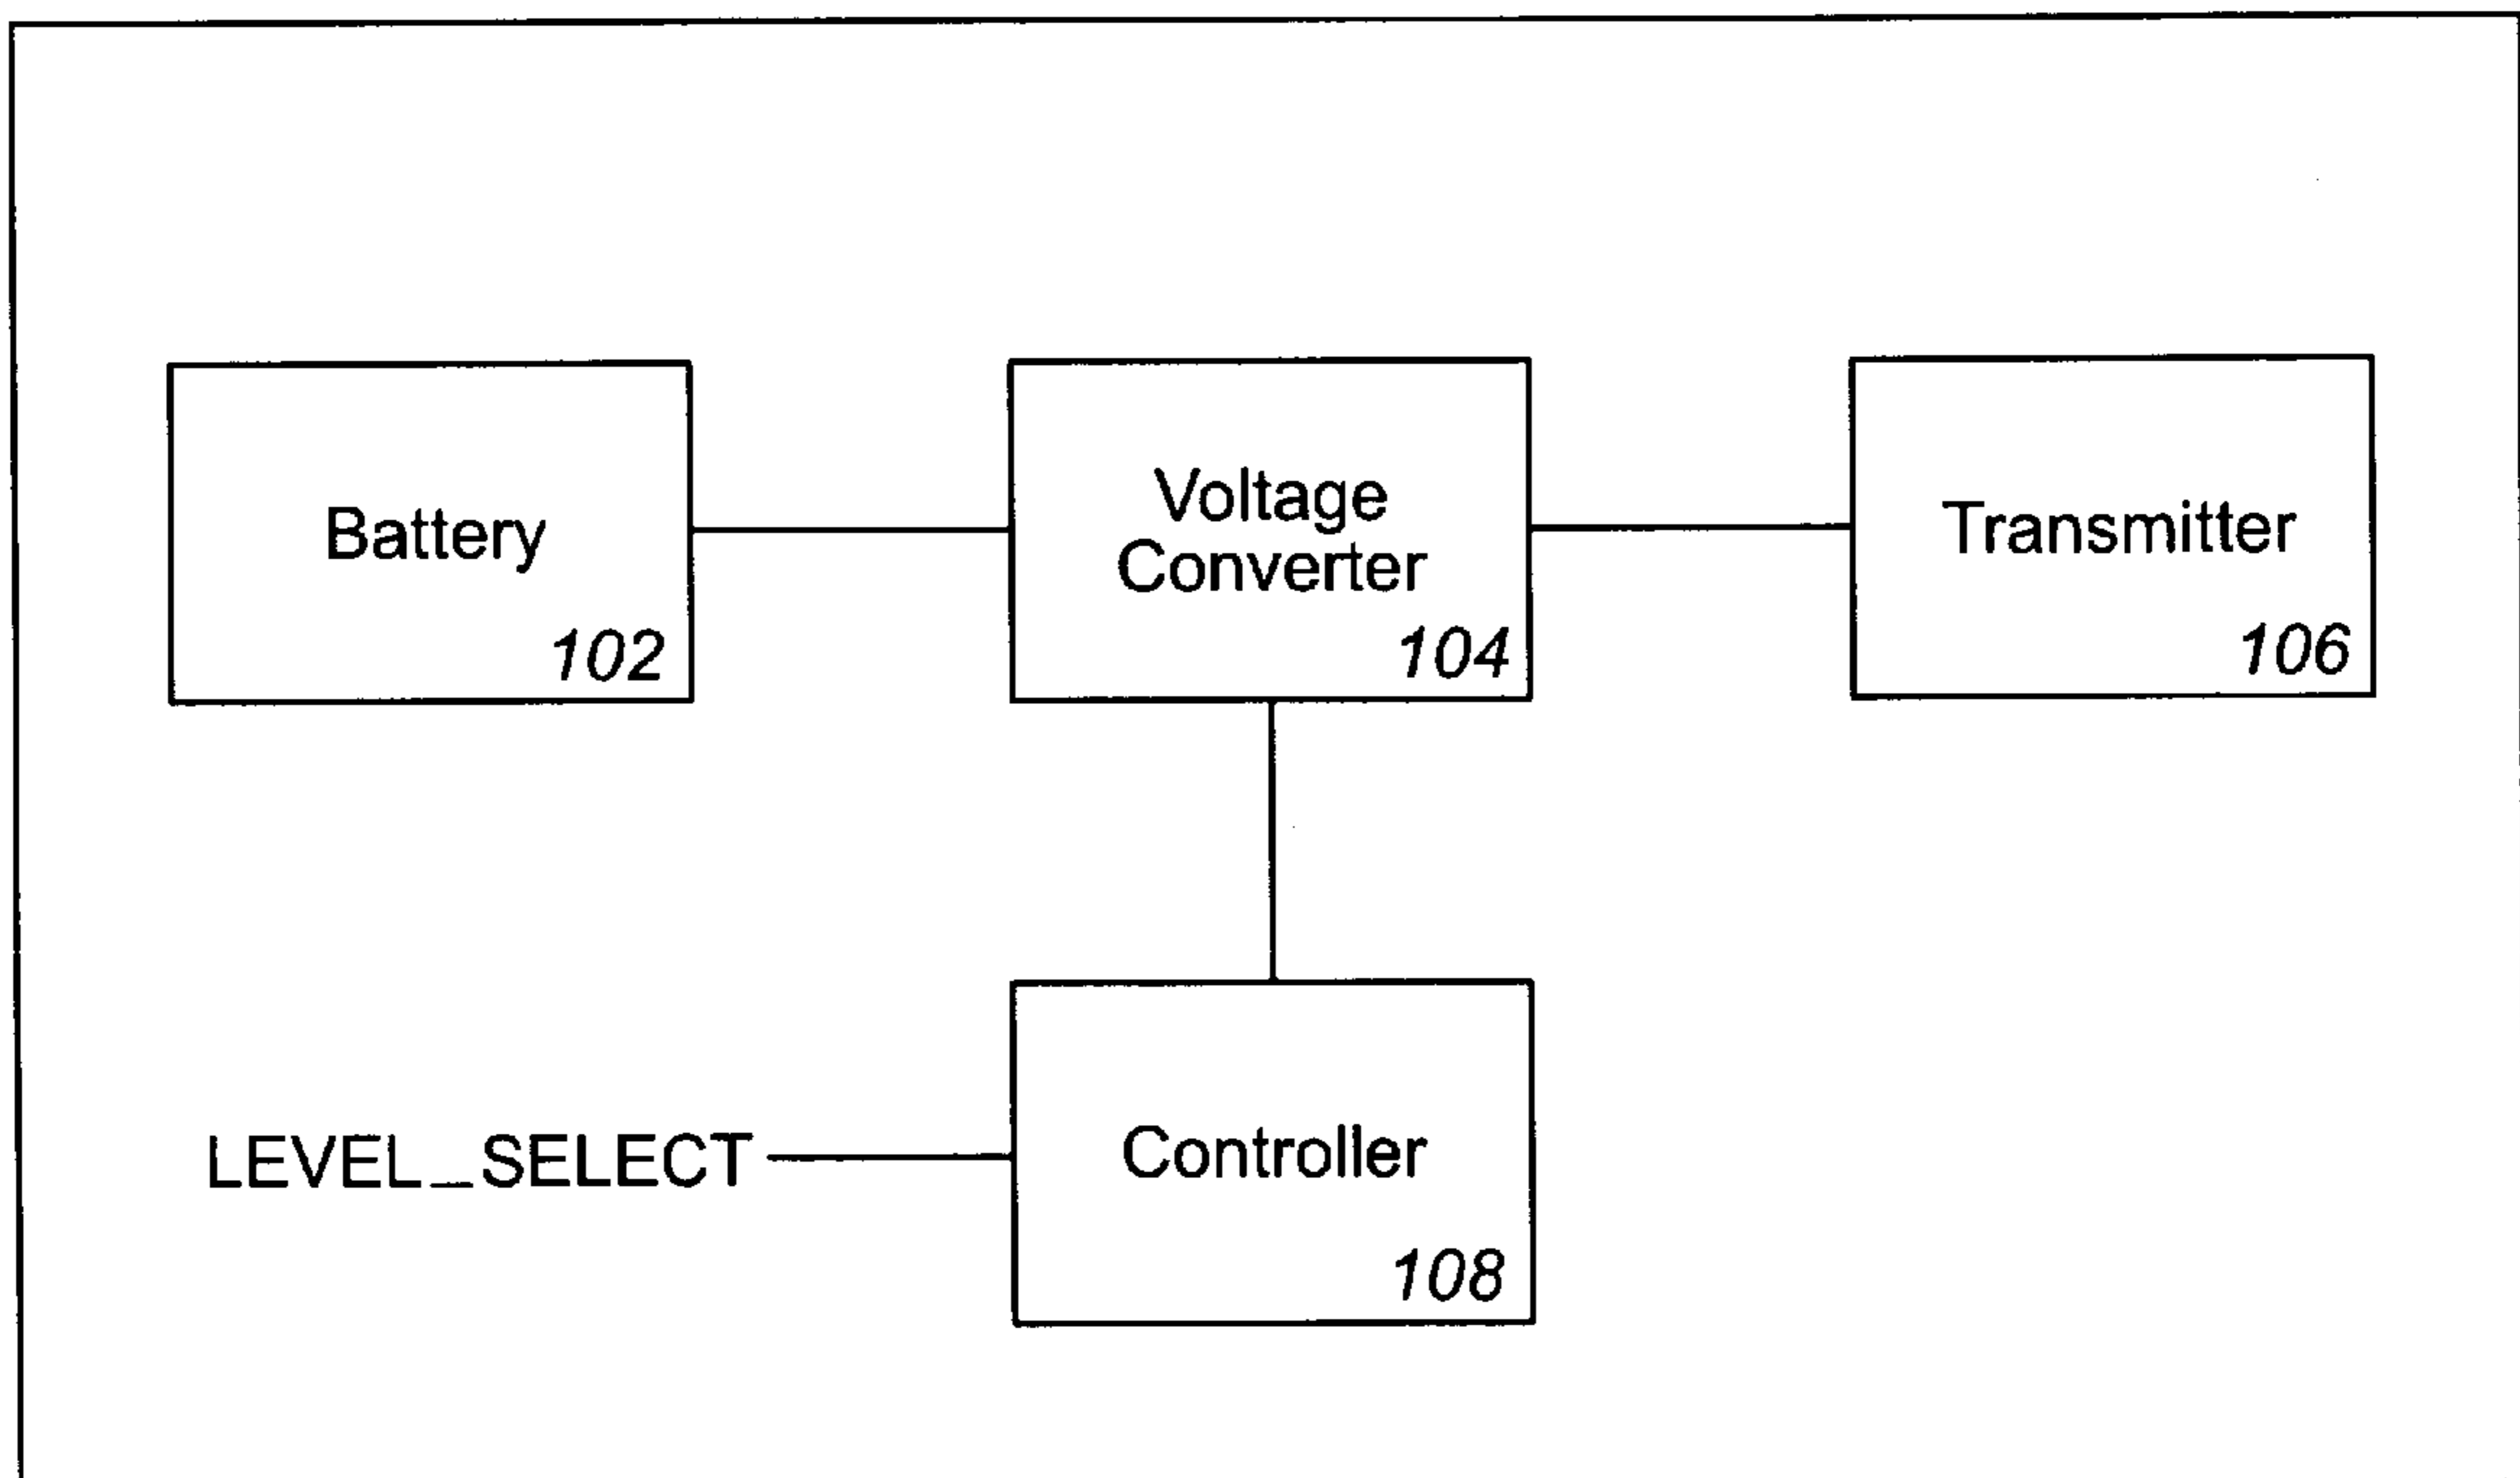 Battery
102
Voltage
Converter
104
Transmitter
106
LEVEL_SELECT
Controller
108